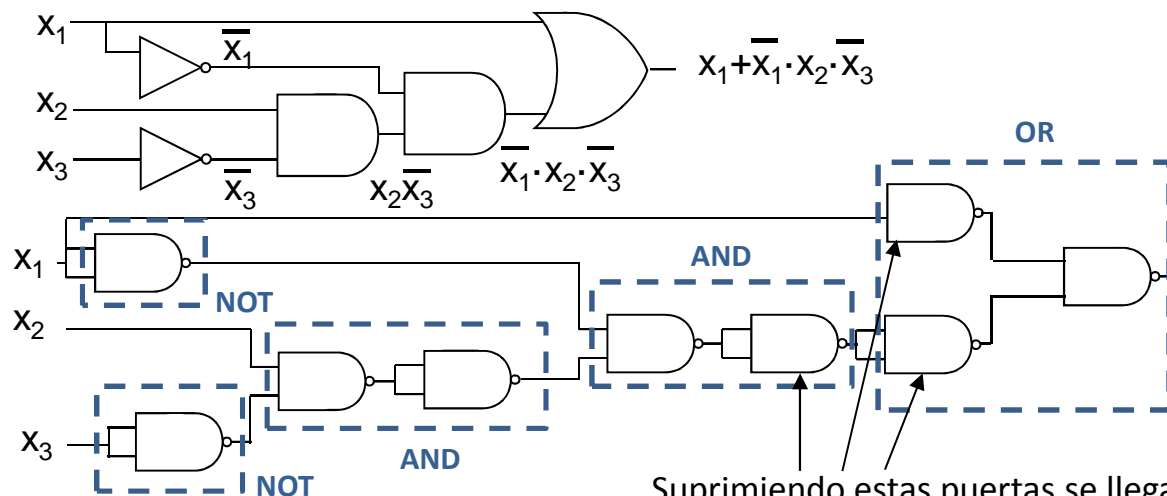 x₁
x̅₁
x₁+x̅₁·x₂·x̅₃
x₂
x₃
x̅₃
x₂x̅₃
x̅₁·x₂·x̅₃
OR
x₁
NOT
AND
x₂
x₃
NOT
AND
Suprimiendo estas puertas se llega